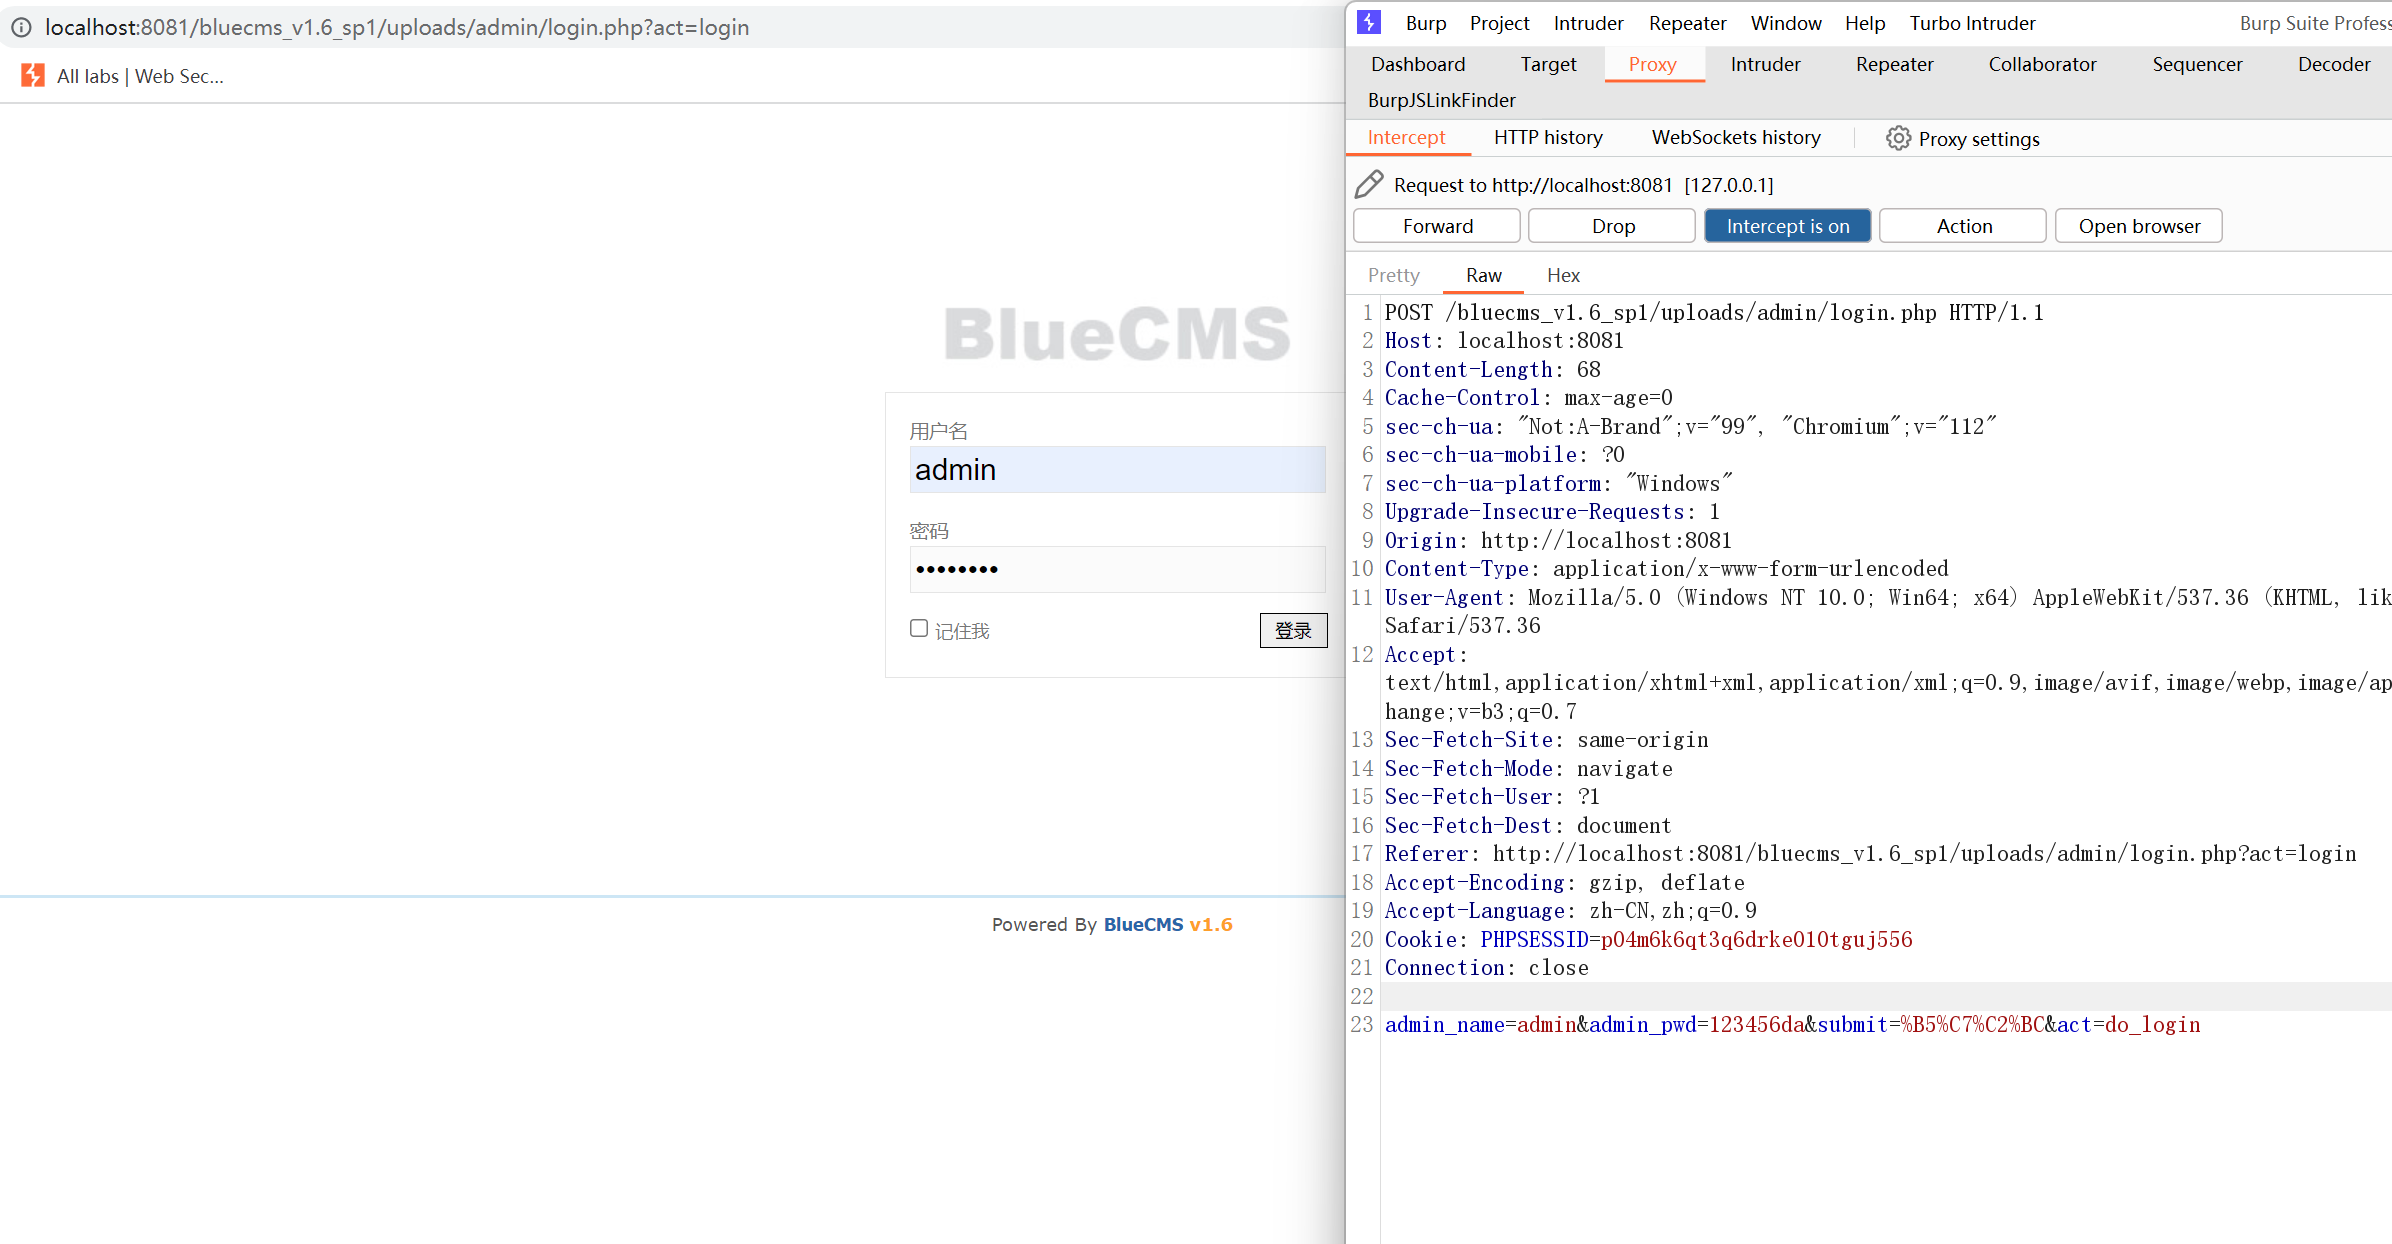 localhost:8081/bluecms_v1.6_sp1/uploads/admin/login.php?act=login
All labs | Web Sec...
BlueCMS
用户名
admin
密码
••••••••
记住我
登录
Powered By BlueCMS v1.6
Burp Project Intruder Repeater Window Help Turbo Intruder Burp Suite Profess
Dashboard Target Proxy Intruder Repeater Collaborator Sequencer Decoder
BurpJSLinkFinder
Intercept HTTP history WebSockets history Proxy settings
Request to http://localhost:8081 [127.0.0.1]
Forward Drop Intercept is on Action Open browser
Pretty Raw Hex
1 POST /bluecms_v1.6_sp1/uploads/admin/login.php HTTP/1.1
2 Host: localhost:8081
3 Content-Length: 68
4 Cache-Control: max-age=0
5 sec-ch-ua: "Not:A-Brand";v="99", "Chromium";v="112"
6 sec-ch-ua-mobile: ?0
7 sec-ch-ua-platform: "Windows"
8 Upgrade-Insecure-Requests: 1
9 Origin: http://localhost:8081
10 Content-Type: application/x-www-form-urlencoded
11 User-Agent: Mozilla/5.0 (Windows NT 10.0; Win64; x64) AppleWebKit/537.36 (KHTML, lik
Safari/537.36
12 Accept:
text/html,application/xhtml+xml,application/xml;q=0.9,image/avif,image/webp,image/ap
hange;v=b3;q=0.7
13 Sec-Fetch-Site: same-origin
14 Sec-Fetch-Mode: navigate
15 Sec-Fetch-User: ?1
16 Sec-Fetch-Dest: document
17 Referer: http://localhost:8081/bluecms_v1.6_sp1/uploads/admin/login.php?act=login
18 Accept-Encoding: gzip, deflate
19 Accept-Language: zh-CN,zh;q=0.9
20 Cookie: PHPSESSID=p04m6k6qt3q6drke010tguj556
21 Connection: close
22
23 admin_name=admin&admin_pwd=123456da&submit=%B5%C7%C2%BC&act=do_login